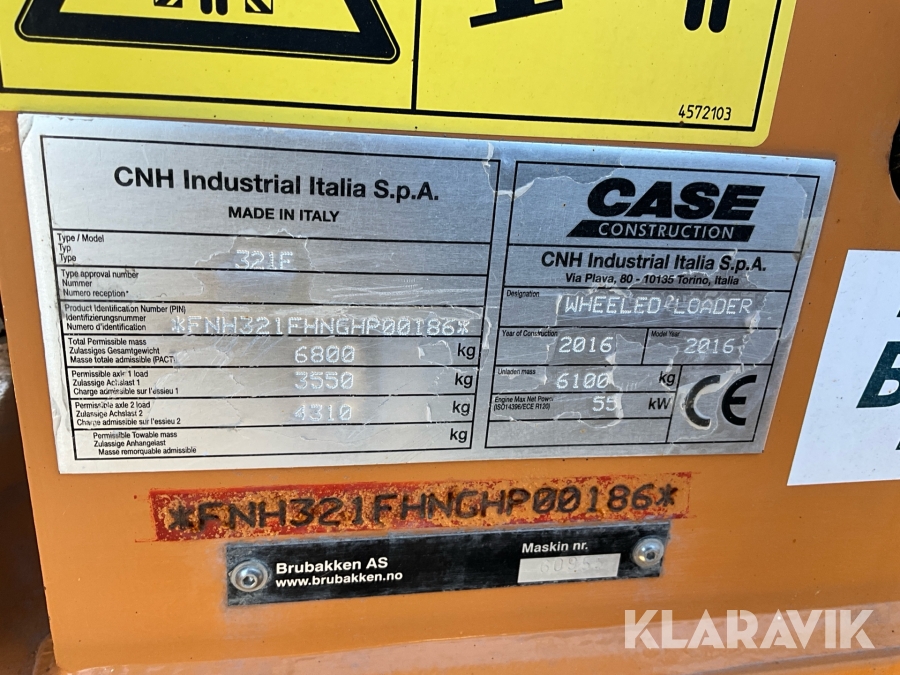 4572103
CNH Industrial Italia S.p.A.
MADE IN ITALY
Type / Model
Typ
Type
321F
Type approval number
Nummer
Numero reception*
Product Identification Number (PIN)
Identifizierungsnummer
Numero d'identification
*FNH321FHNGHP00186*
Total Permissible mass
Zulassiges Gesamtgewicht
Masse totale admissible (PACT)
6800 kg
Permissible axle 1 load
Zulassige Achslast 1
Charge admissible sur l'essieu 1
3550 kg
Permissible axle 2 load
Zulassige Achslast 2
Charge admissible sur l'essieu 2
4310 kg
Permissible Towable mass
Zulassige Anhangelast
Masse remorquable admissible
kg
CASE
CONSTRUCTION
CNH Industrial Italia S.p.A.
Via Plava, 80 - 10135 Torino, Italia
Designation
WHEELED LOADER
Year of Construction
2016
Model Year
2016
Unladen mass
6100 kg
Engine Max Net Power
(ISO14396/ECE R120)
55 kW
CE
*FNH321FHNGHP00186*
Brubakken AS
www.brubakken.no
Maskin nr.
B
KLARAVIK